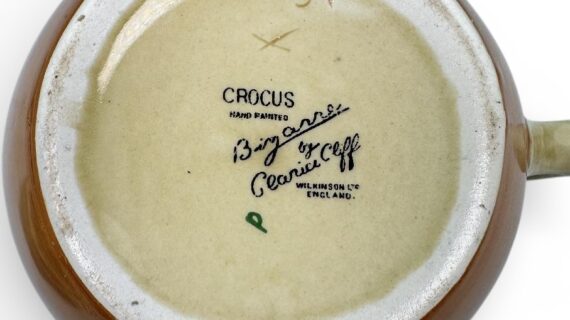 CROCUS
HAND PAINTED
Bizarre
by
Clarice Cliff
WILKINSON LTD
ENGLAND.
P